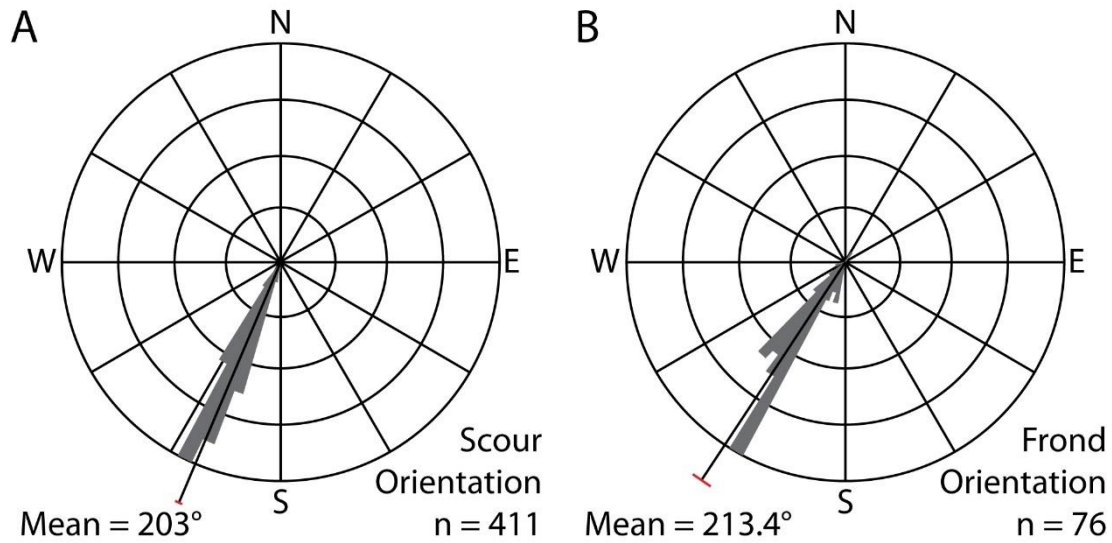 A
N
W
E
S
Scour
Orientation
Mean = 203°
n = 411
B
N
W
E
S
Frond
Orientation
Mean = 213.4°
n = 76